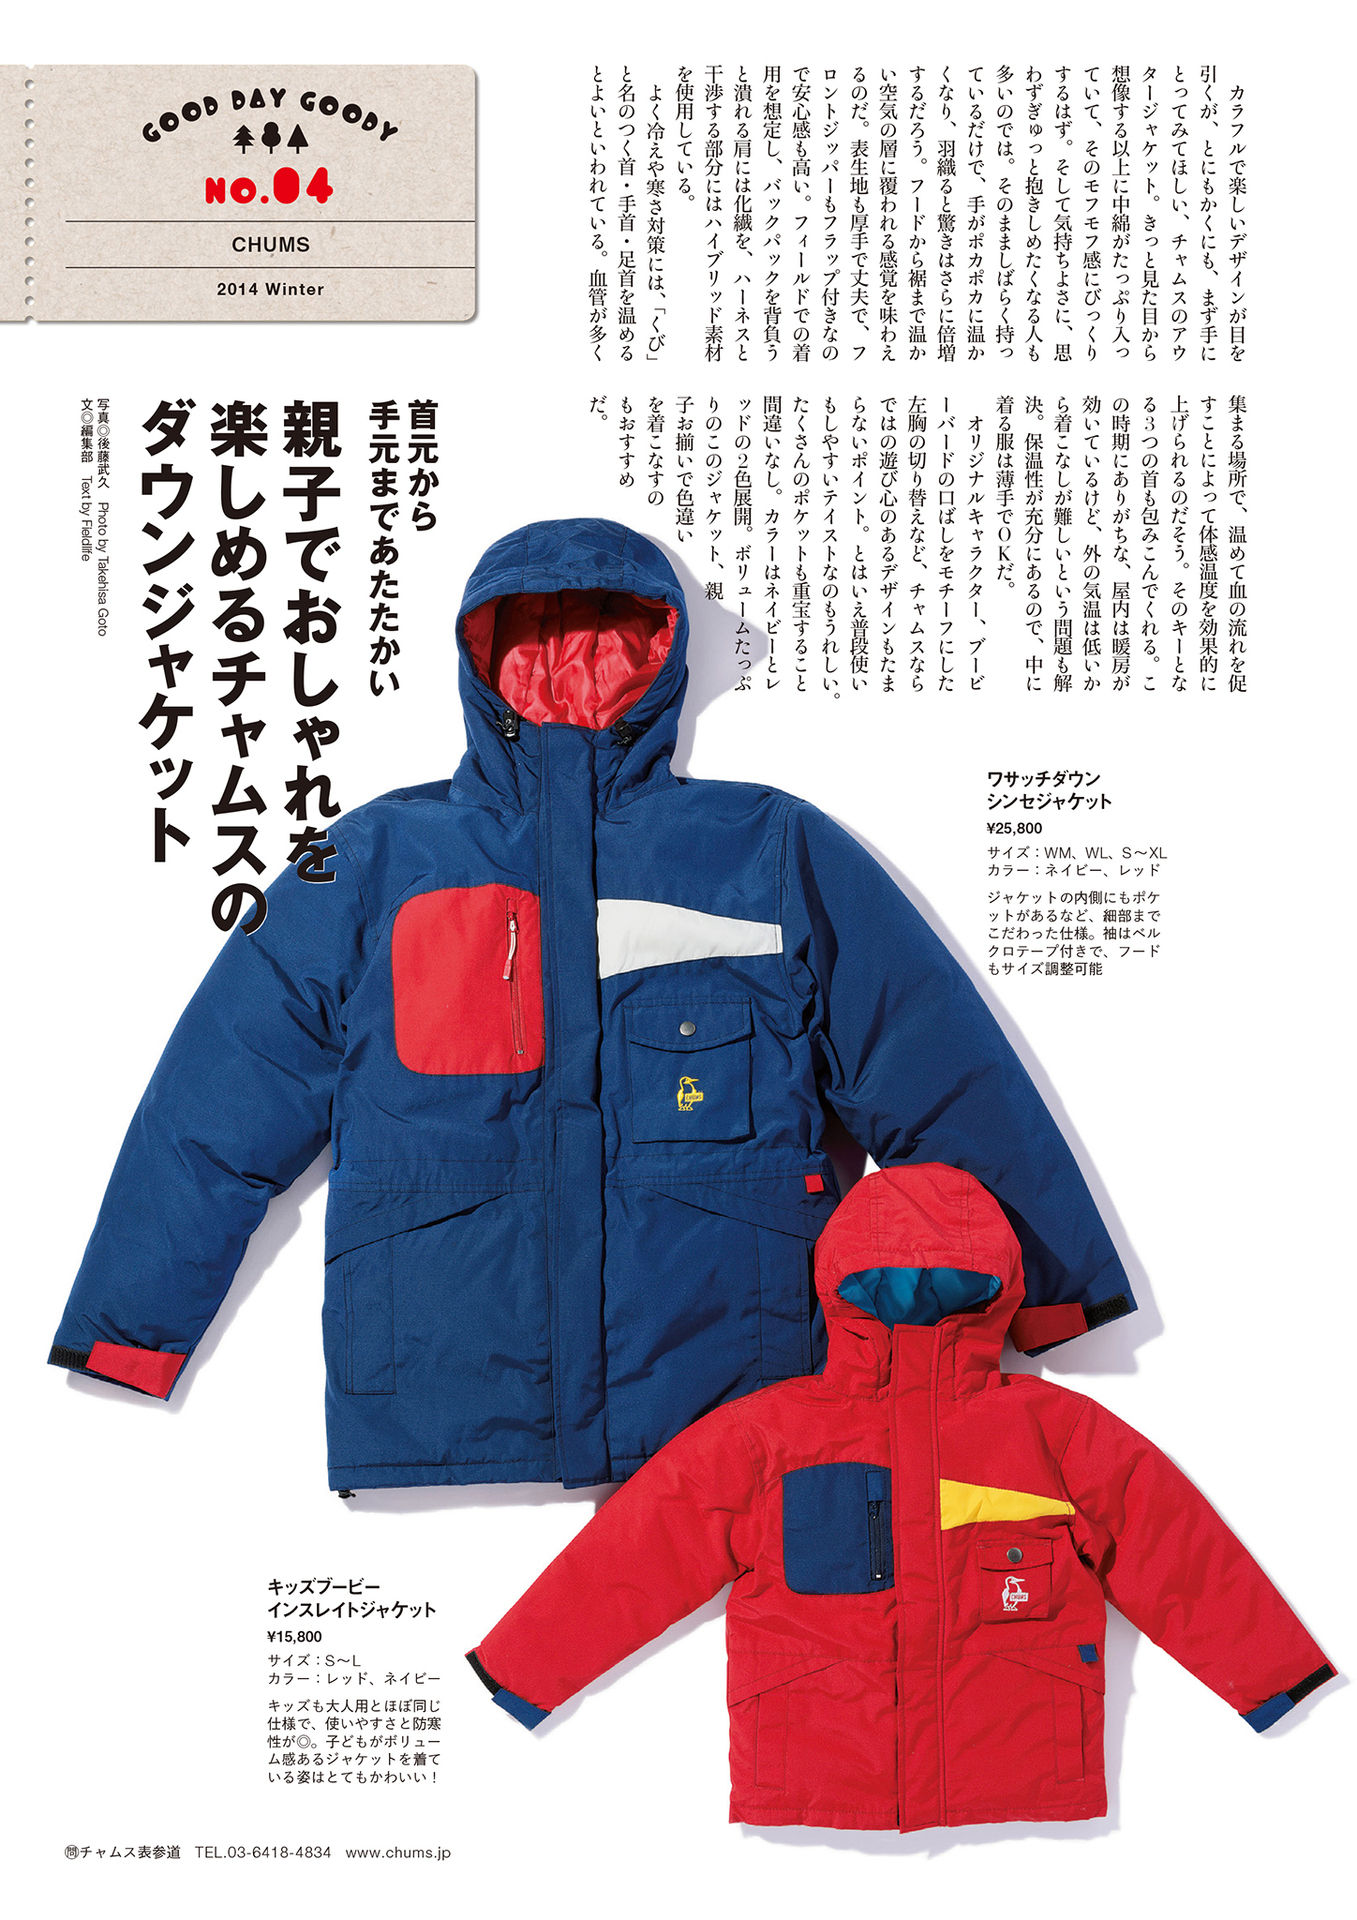 GOOD DAY GOODY
NO.04
CHUMS
2014 Winter
カラフルで楽しいデザインが目を
引くが、とにもかくにも、まず手に
とってみてほしい、チャムスのアウ
タージャケット。きっと見た目から
想像する以上に中綿がたっぷり入っ
ていて、そのモフモフ感にびっくり
するはず。そして気持ちよさに、思
わずぎゅっと抱きしめたくなる人も
多いのでは。そのまましばらく持っ
ているだけで、手がポカポカに温か
くなり、羽織ると驚きはさらに倍増
するだろう。フードから裾まで温か
い空気の層に覆われる感覚を味わえ
るのだ。表生地も厚手で丈夫で、フ
ロントジッパーもフラップ付きなの
で安心感も高い。フィールドでの着
用を想定し、バックパックを背負う
と潰れる肩には化繊を、ハーネスと
干渉する部分にはハイブリッド素材
を使用している。
よく冷えや寒さ対策には、「くび」
と名のつく首・手首・足首を温める
とよいといわれている。血管が多く
集まる場所で、温めて血の流れを促
すことによって体感温度を効果的に
上げられるのだそう。そのキーとな
る3つの首も包みこんでくれる。こ
の時期にありがちな、屋内は暖房が
効いているけど、外の気温は低いか
ら着こなしが難しいという問題も解
決。保温性が充分にあるので、中に
着る服は薄手でOKだ。
オリジナルキャラクター、ブービ
ーバードの口ばしをモチーフにした
左胸の切り替えなど、チャムスなら
ではの遊び心のあるデザインもたま
らないポイント。とはいえ普段使い
もしやすいテイストなのもうれしい。
たくさんのポケットも重宝すること
間違いなし。カラーはネイビーとレ
ッドの2色展開。ボリュームたっぷ
りのこのジャケット、親
子お揃いで色違い
を着こなすの
もおすすめ
だ。
首元から
手元まであたたかい
親子でおしゃれを
楽しめるチャムスの
ダウンジャケット
写真◎後藤武久 Photo by Takehisa Goto
文◎編集部 Text by Fieldlife
ワサッチダウン
シンセジャケット
¥25,800
サイズ：WM、WL、S〜XL
カラー：ネイビー、レッド
ジャケットの内側にもポケ
ットがあるなど、細部まで
こだわった仕様。袖はベル
クロテープ付きで、フード
もサイズ調整可能
CHUMS
CHUMS
キッズブービー
インスレイトジャケット
¥15,800
サイズ：S〜L
カラー：レッド、ネイビー
キッズも大人用とほぼ同じ
仕様で、使いやすさと防寒
性が◎。子どもがボリュー
ム感あるジャケットを着て
いる姿はとてもかわいい！
㉄チャムス表参道 TEL.03-6418-4834 www.chums.jp